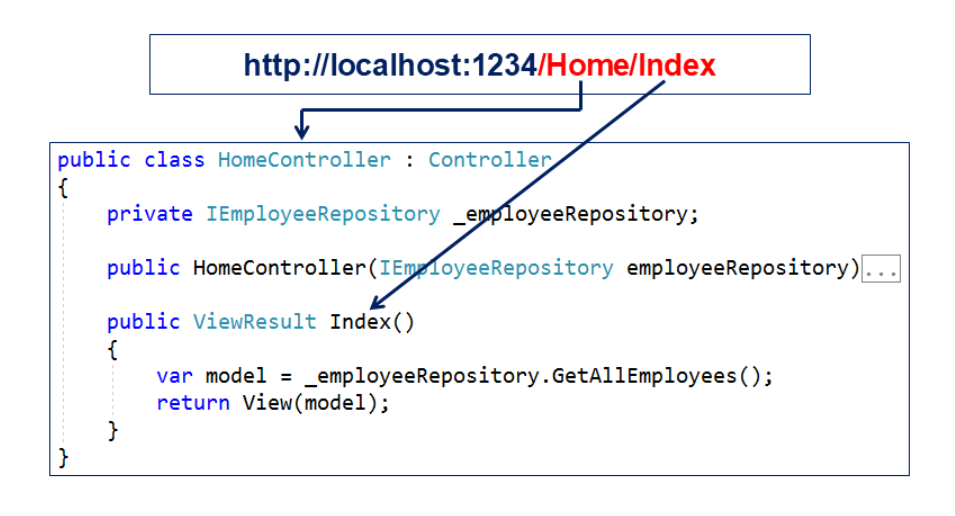 http://localhost:1234/Home/Index
public class HomeController : Controller
{
private IEmployeeRepository _employeeRepository;
public HomeController(IEmployeeRepository employeeRepository)...
public ViewResult Index()
{
var model = _employeeRepository.GetAllEmployees();
return View(model);
}
}